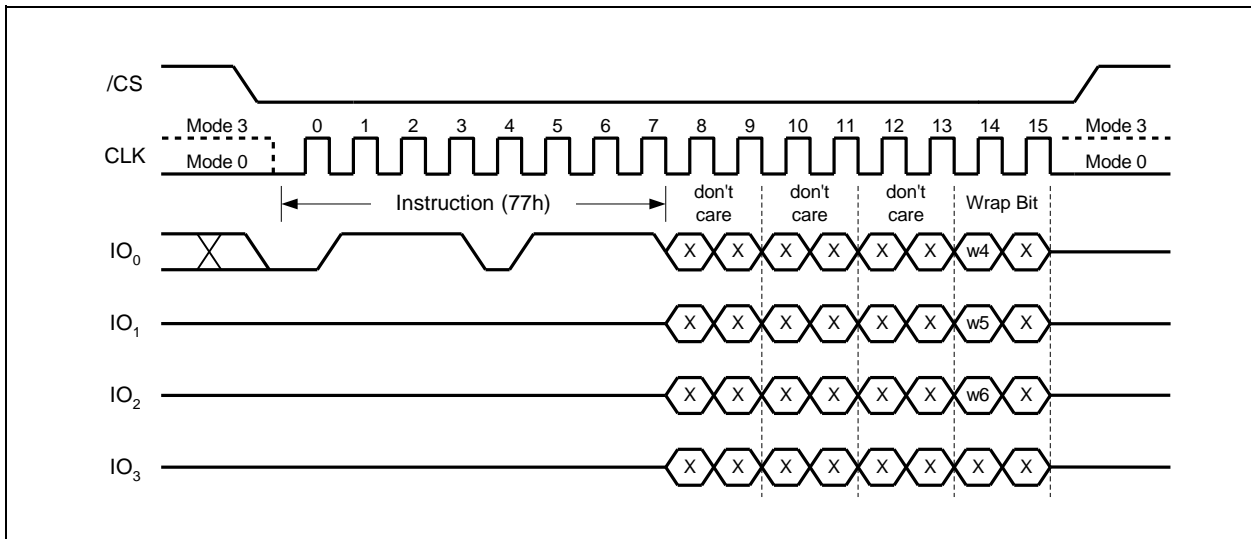 /CS
Mode 3 0 1 2 3 4 5 6 7 8 9 10 11 12 13 14 15 Mode 3
CLK Mode 0 Mode 0
Instruction (77h) don't care don't care don't care Wrap Bit
IO0 X X X X X X w4 X
IO1 X X X X X X w5 X
IO2 X X X X X X w6 X
IO3 X X X X X X X X